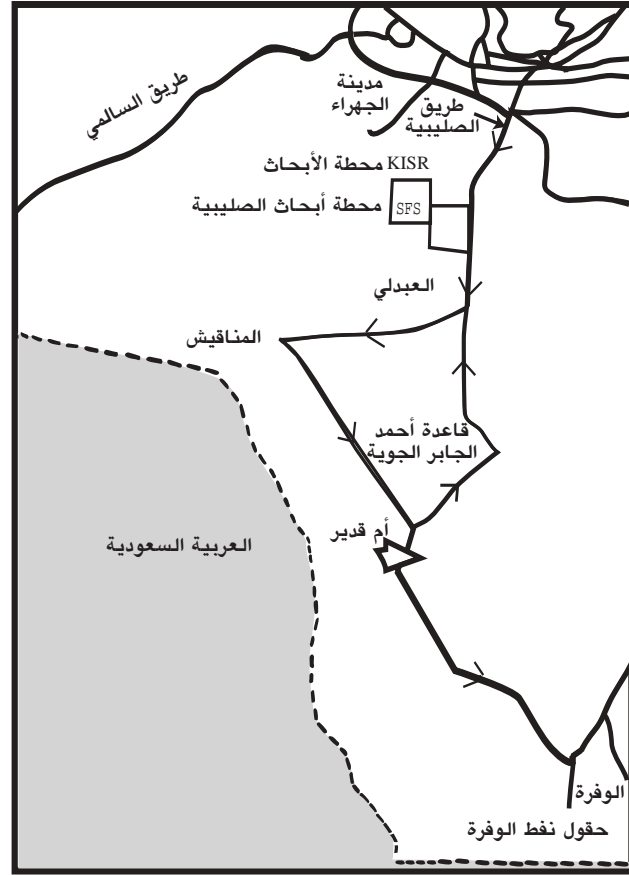 طريق السالمي
مدينة
الجهراء
طريق
الصليبية
KISR محطة الأبحاث
محطة أبحاث الصليبية
SFS
العبدلي
المناقيش
قاعدة أحمد
الجابر الجوية
أم قدير
العربية السعودية
الوفرة
حقول نفط الوفرة